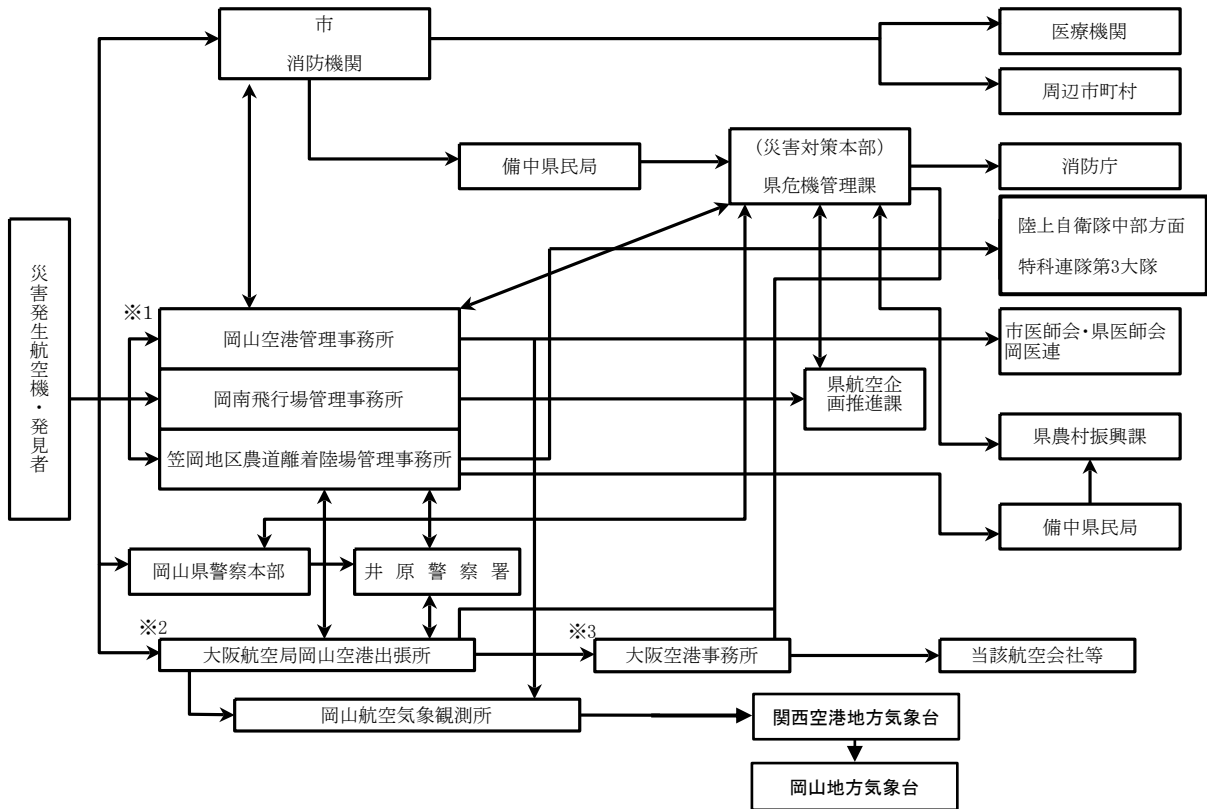 市
消防機関
医療機関
周辺市町村
備中県民局
(災害対策本部)
県危機管理課
消防庁
陸上自衛隊中部方面
特科連隊第3大隊
災害発生航空機・発見者
※1
岡山空港管理事務所
市医師会・県医師会
岡医連
岡南飛行場管理事務所
県航空企
画推進課
笠岡地区農道離着陸場管理事務所
県農村振興課
備中県民局
岡山県警察本部
井原警察署
※2
大阪航空局岡山空港出張所
※3
大阪空港事務所
当該航空会社等
岡山航空気象観測所
関西空港地方気象台
岡山地方気象台